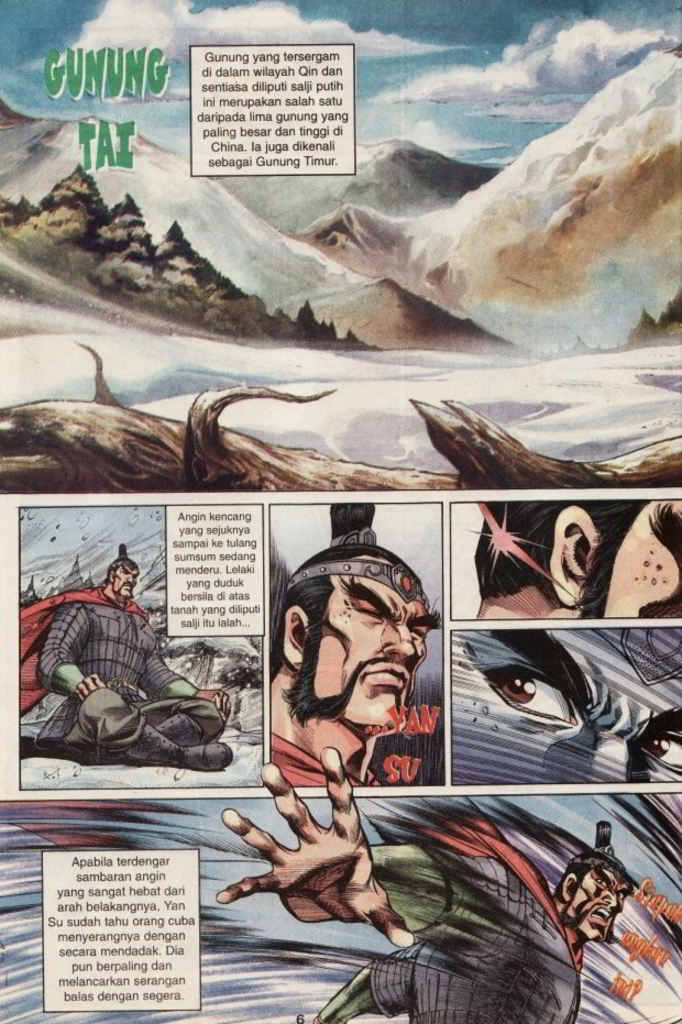 GUNUNG
TAI
Gunung yang tersergam
di dalam wilayah Qin dan
sentiasa diliputi salji putih
ini merupakan salah satu
daripada lima gunung yang
paling besar dan tinggi di
China. Ia juga dikenali
sebagai Gunung Timur.
Angin kencang
yang sejuknya
sampai ke tulang
sumsum sedang
menderu. Lelaki
yang duduk
bersila di atas
tanah yang diliputi
salji itu ialah...
...YAN
SU
Apabila terdengar
sambaran angin
yang sangat hebat dari
arah belakangnya, Yan
Su sudah tahu orang cuba
menyerangnya dengan
secara mendadak. Dia
pun berpaling dan
melancarkan serangan
balas dengan segera.
Siapakah
ini?
6